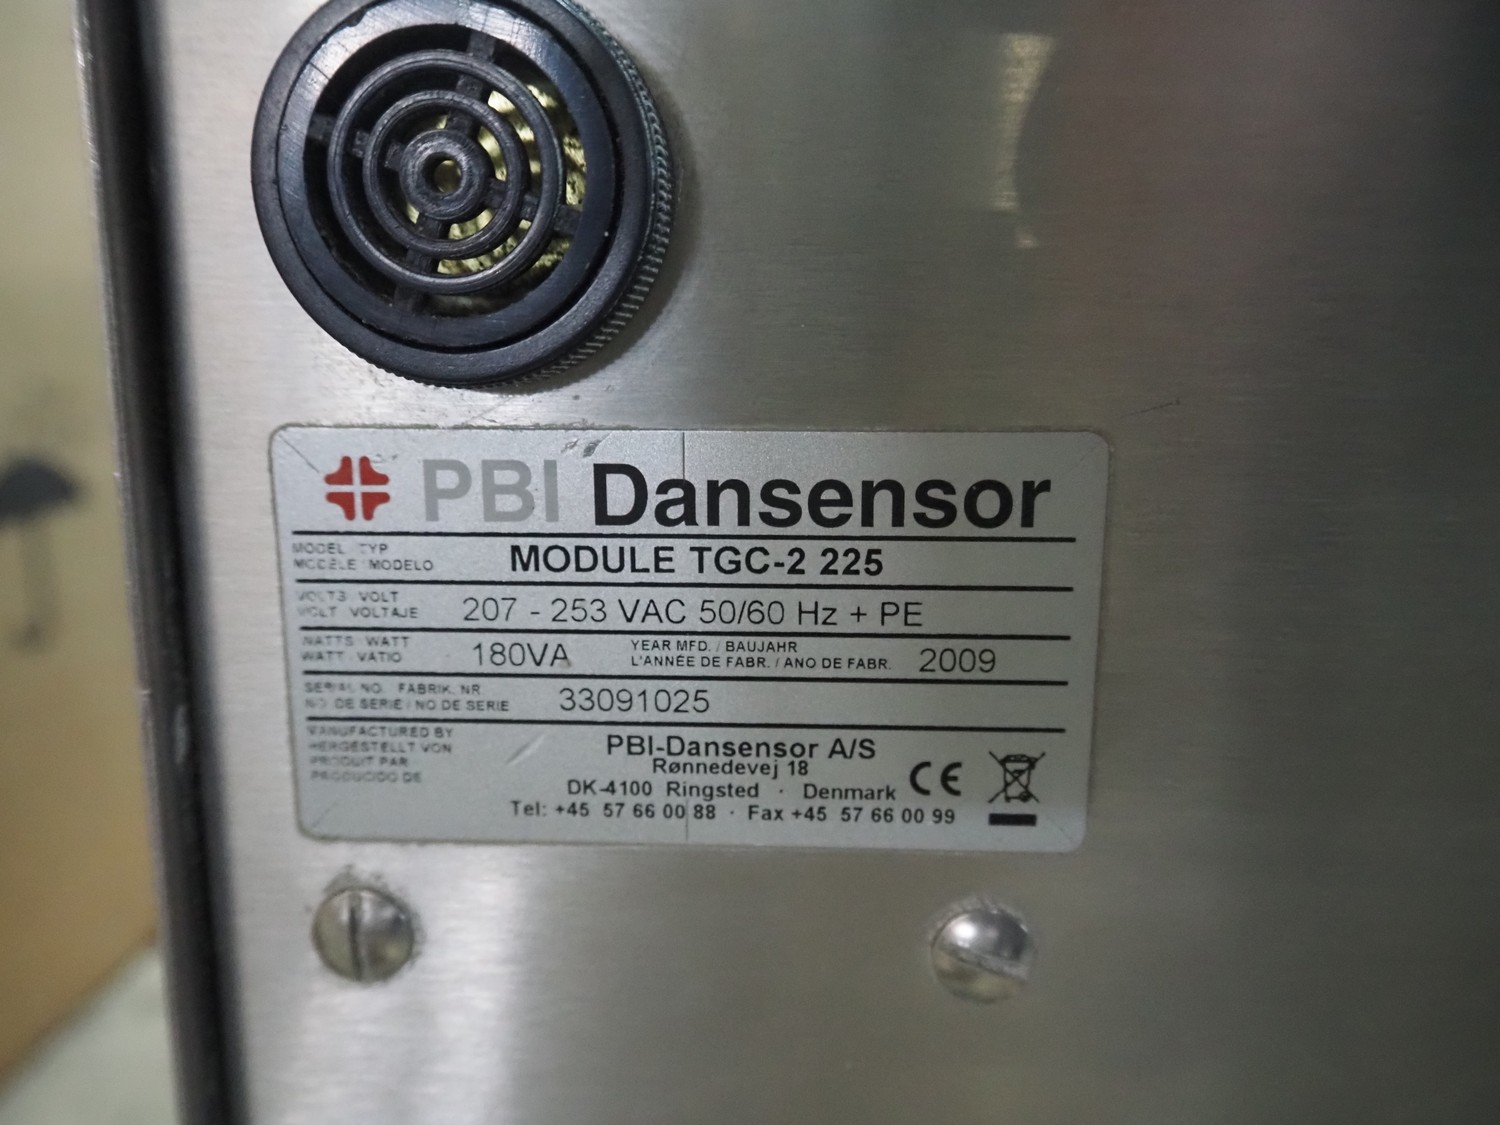 PBI Dansensor
MODEL / TYP
MODÈLE / MODELO
MODULE TGC-2 225
VOLTS / VOLT
VOLT / VOLTAJE
207 - 253 VAC 50/60 Hz + PE
WATTS / WATT
WATT / VATIO
180VA
YEAR MFD. / BAUJAHR
L'ANNÉE DE FABR. / ANO DE FABR.
2009
SERIAL NO. / FABRIK. NR
NO. DE SERIE / NO DE SERIE
33091025
MANUFACTURED BY
HERGESTELLT VON
PRODUIT PAR
PRODUCIDO DE
PBI-Dansensor A/S
Rønnedevej 18
DK-4100 Ringsted · Denmark
Tel: +45 57 66 00 88 · Fax +45 57 66 00 99
CE